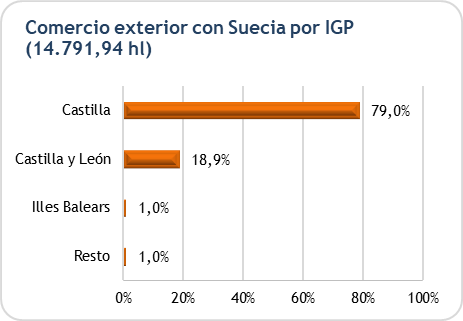 Comercio exterior con Suecia por IGP
(14.791,94 hl)
Castilla 79,0%
Castilla y León 18,9%
Illes Balears 1,0%
Resto 1,0%
0% 20% 40% 60% 80% 100%